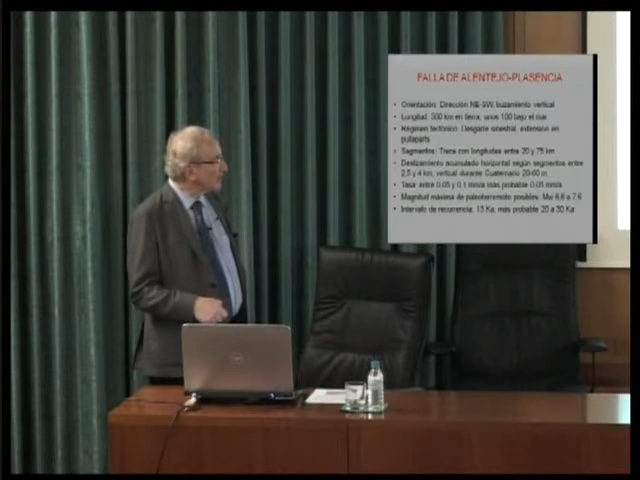 FALLA DE ALENTEJO-PLASENCIA
• Orientación: Dirección NE-SW, buzamiento vertical
• Longitud: 500 km en tierra, unos 100 bajo el mar
• Régimen tectónico: Desgarre sinestral, extensión en
pullaparts
• Segmentos: Trece con longitudes entre 20 y 75 km
• Deslizamiento acumulado horizontal según segmentos entre
2,5 y 4 km, vertical durante Cuaternario 20-60 m
• Tasa: entre 0,05 y 0,1 mm/a más probable 0,05 mm/a
• Magnitud máxima de paleoterremoto posibles: Mw 6,6 a 7,6
• Intervalo de recurrencia: 13 Ka, más probable 20 a 30 Ka